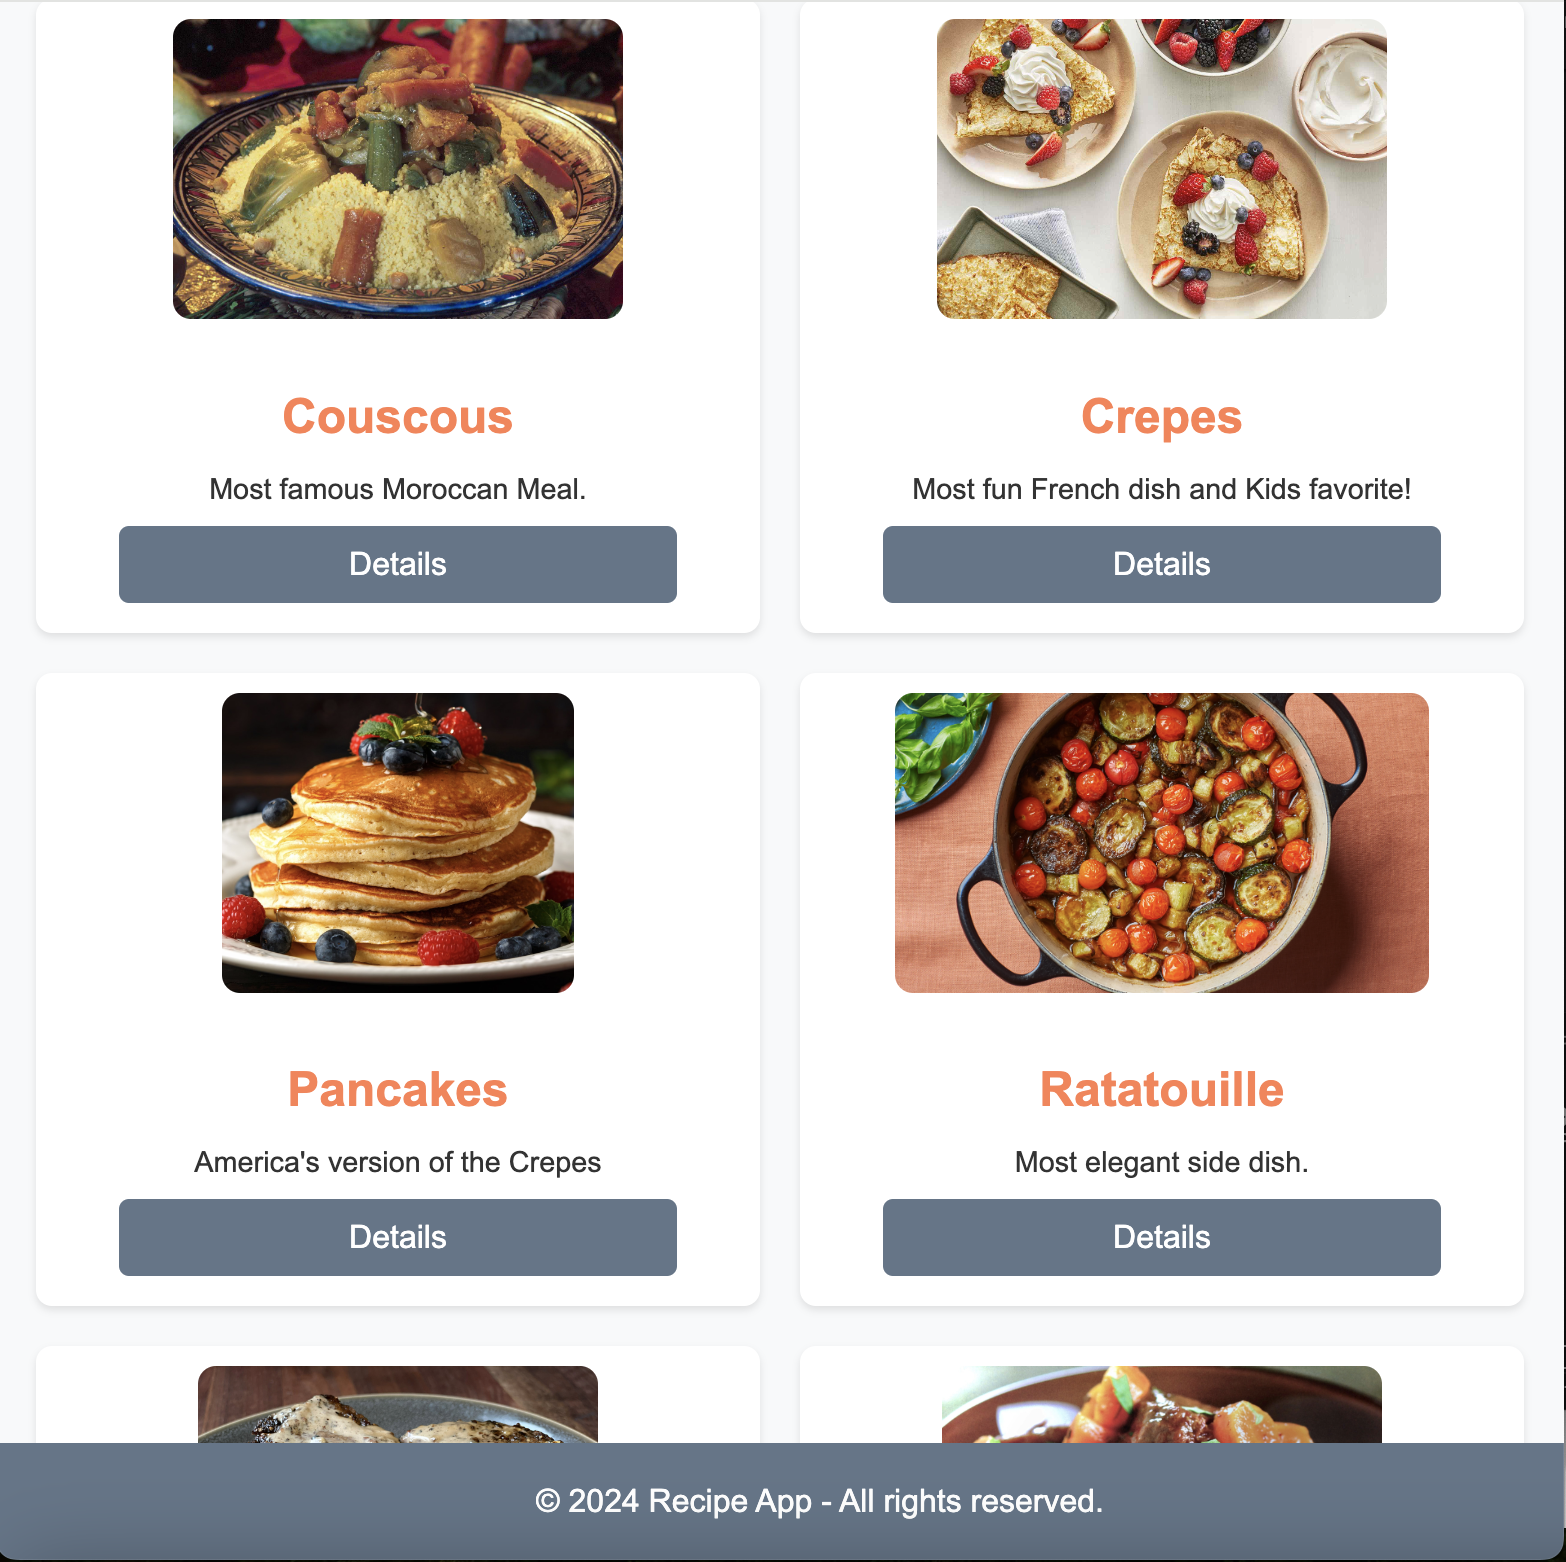 Couscous
Most famous Moroccan Meal.
Details
Crepes
Most fun French dish and Kids favorite!
Details
Pancakes
America's version of the Crepes
Details
Ratatouille
Most elegant side dish.
Details
© 2024 Recipe App - All rights reserved.